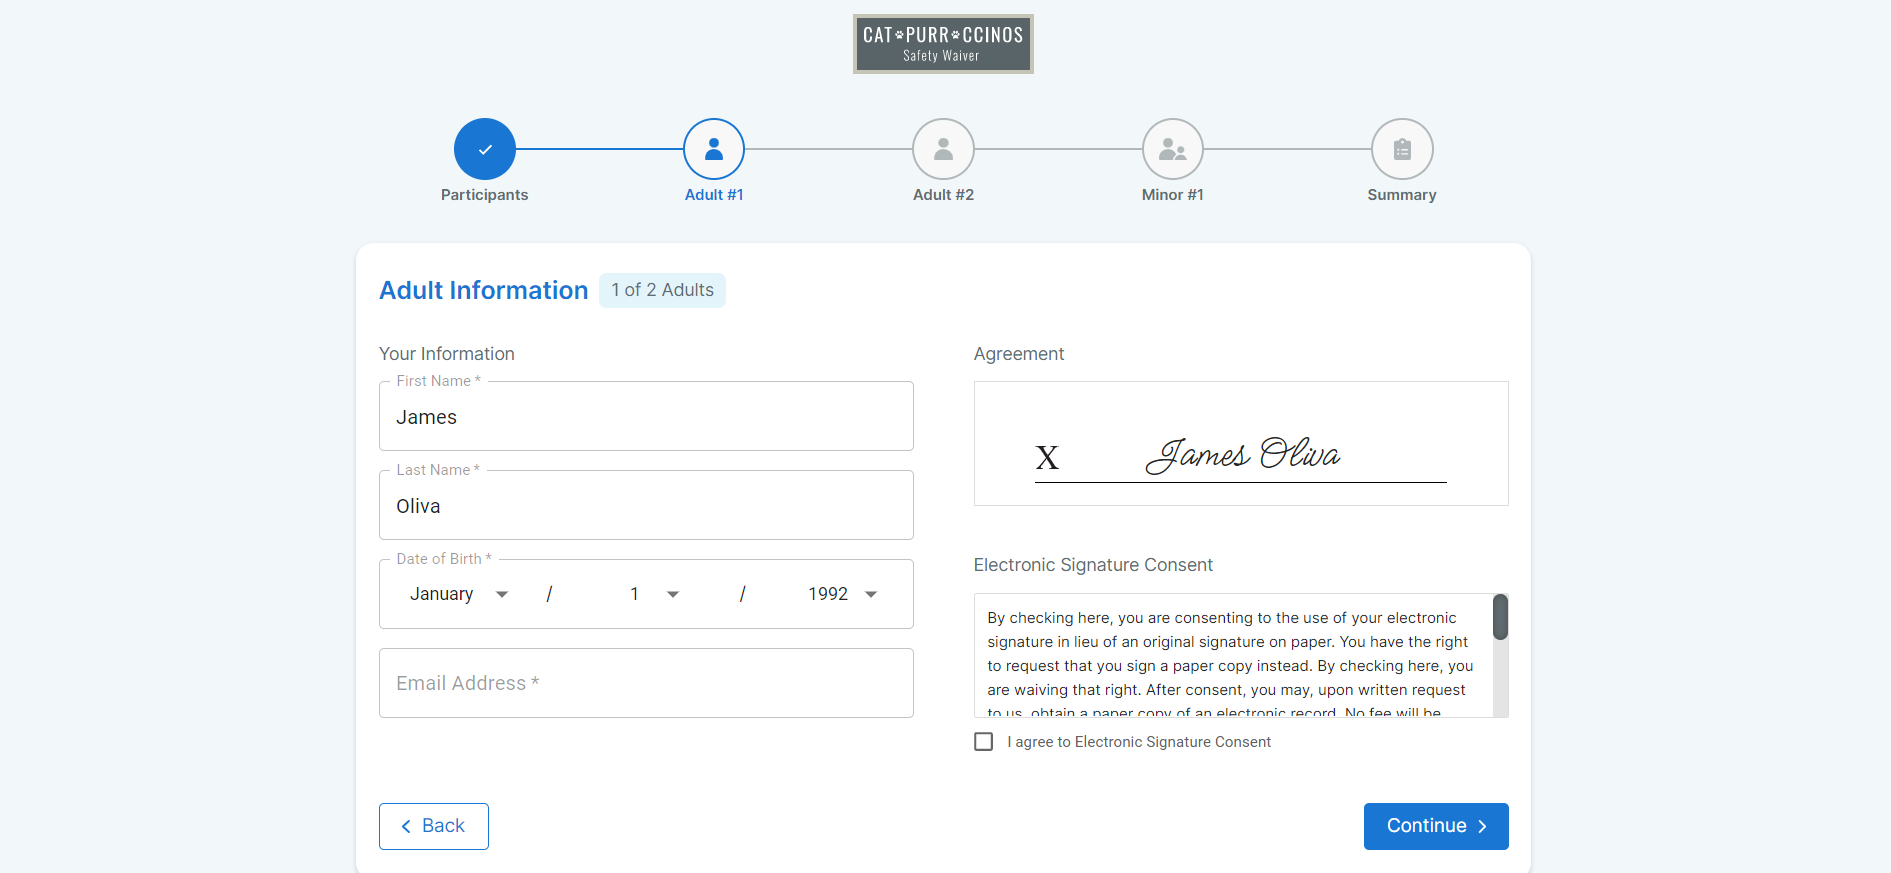 CAT PURR CCINOS
Safety Waiver
Participants
Adult #1
Adult #2
Minor #1
Summary
Adult Information
1 of 2 Adults
Your Information
First Name *
James
Last Name *
Oliva
Date of Birth *
January / 1 / 1992
Email Address *
Agreement
X James Oliva
Electronic Signature Consent
By checking here, you are consenting to the use of your electronic
signature in lieu of an original signature on paper. You have the right
to request that you sign a paper copy instead. By checking here, you
are waiving that right. After consent, you may, upon written request
to us, obtain a paper copy of an electronic record. No fee will be
I agree to Electronic Signature Consent
Back
Continue